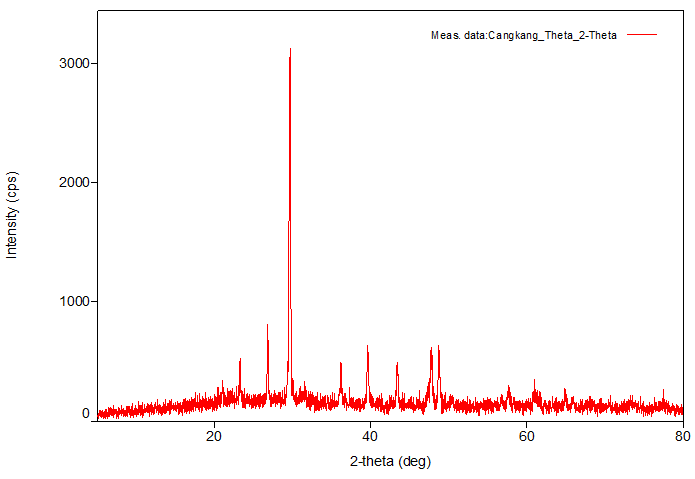 Meas. data:Cangkang_Theta_2-Theta
3000
2000
1000
0
Intensity (cps)
20
40
60
80
2-theta (deg)